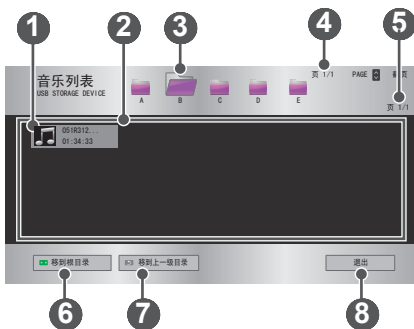 1 2 3 4 5
音乐列表
USB STORAGE DEVICE
页 1/1
PAGE
A B C D E
页 1/1
051R312...
01:34:33
移到根目录
移到上一级目录
退出
6 7 8